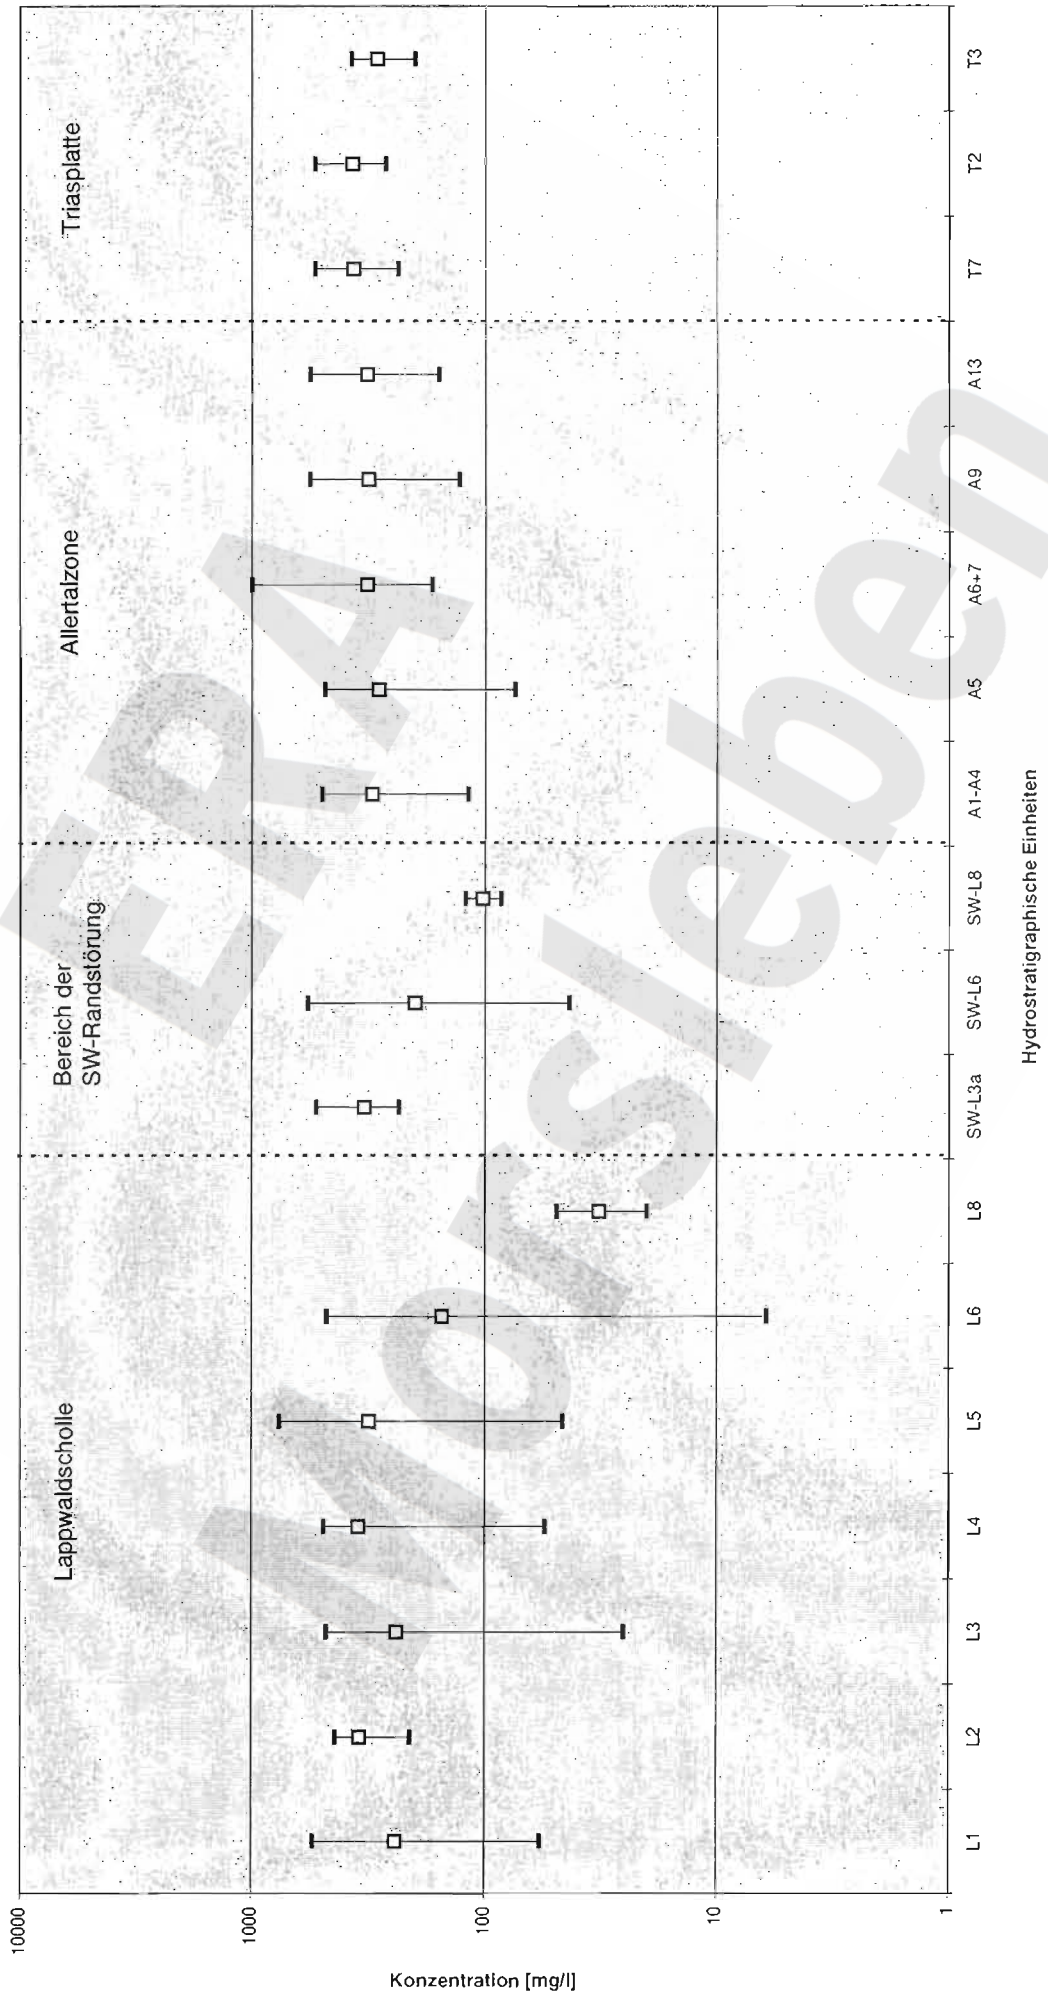 Lappwaldscholle
Bereich der
SW-Randstörung
Allertalzone
Triasplatte
10000
1000
100
10
1
Konzentration [mg/l]
L1
L2
L3
L4
L5
L6
L8
SW-L3a
SW-L6
SW-L8
A1-A4
A5
A6+7
A9
A13
T7
T2
T3
Hydrostratigraphische Einheiten
ERA
Morsleben